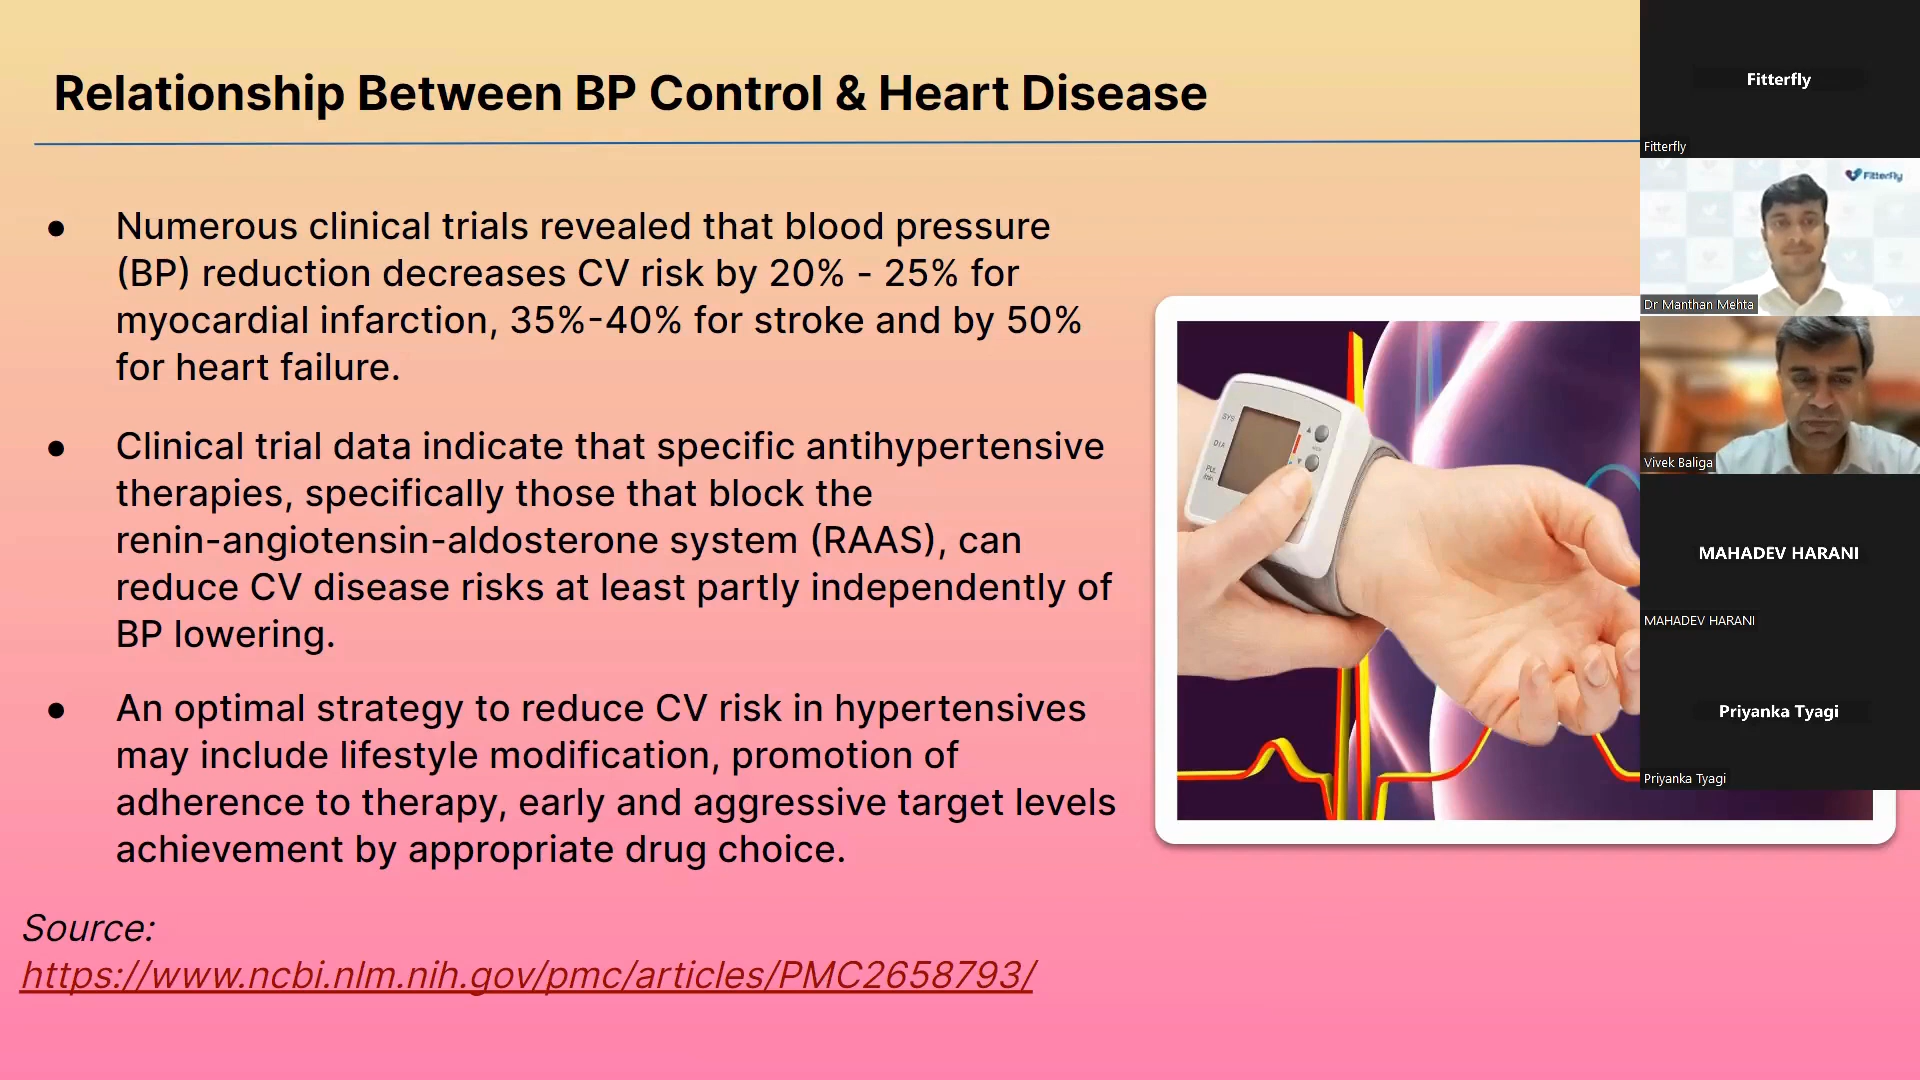 Relationship Between BP Control & Heart Disease
● Numerous clinical trials revealed that blood pressure
(BP) reduction decreases CV risk by 20% - 25% for
myocardial infarction, 35%-40% for stroke and by 50%
for heart failure.
● Clinical trial data indicate that specific antihypertensive
therapies, specifically those that block the
renin-angiotensin-aldosterone system (RAAS), can
reduce CV disease risks at least partly independently of
BP lowering.
● An optimal strategy to reduce CV risk in hypertensives
may include lifestyle modification, promotion of
adherence to therapy, early and aggressive target levels
achievement by appropriate drug choice.
Source:
https://www.ncbi.nlm.nih.gov/pmc/articles/PMC2658793/
SYS
DIA
Fitterfly
Fitterfly
Fitterfly
Dr Manthan Mehta
Vivek Baliga
MAHADEV HARANI
MAHADEV HARANI
Priyanka Tyagi
Priyanka Tyagi